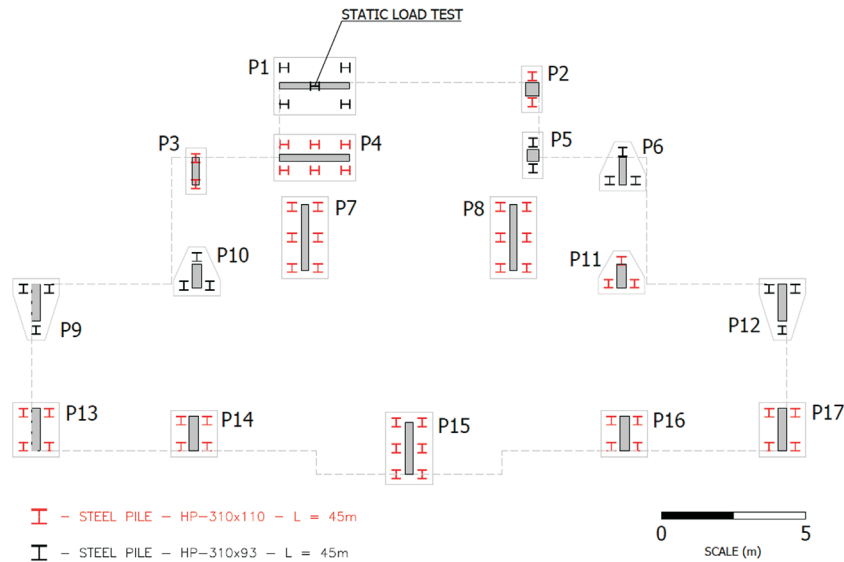 STATIC LOAD TEST
P1
P2
P3
P4
P5
P6
P7
P8
P10
P11
P9
P12
P13
P14
P15
P16
P17
I - STEEL PILE - HP-310x110 - L = 45m
I - STEEL PILE - HP-310x93 - L = 45m
0
5
SCALE (m)